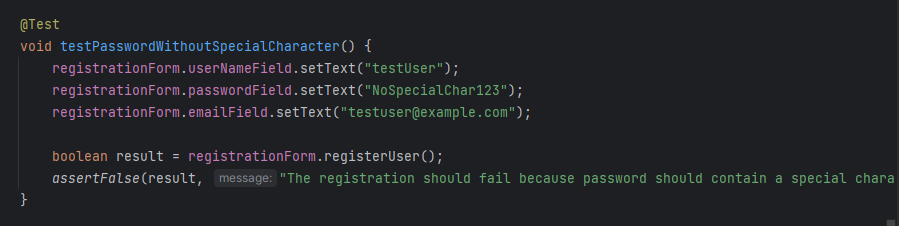 @Test
void testPasswordWithoutSpecialCharacter() {
    registrationForm.userNameField.setText("testUser");
    registrationForm.passwordField.setText("NoSpecialChar123");
    registrationForm.emailField.setText("testuser@example.com");
    boolean result = registrationForm.registerUser();
    assertFalse(result, message: "The registration should fail because password should contain a special chara
}